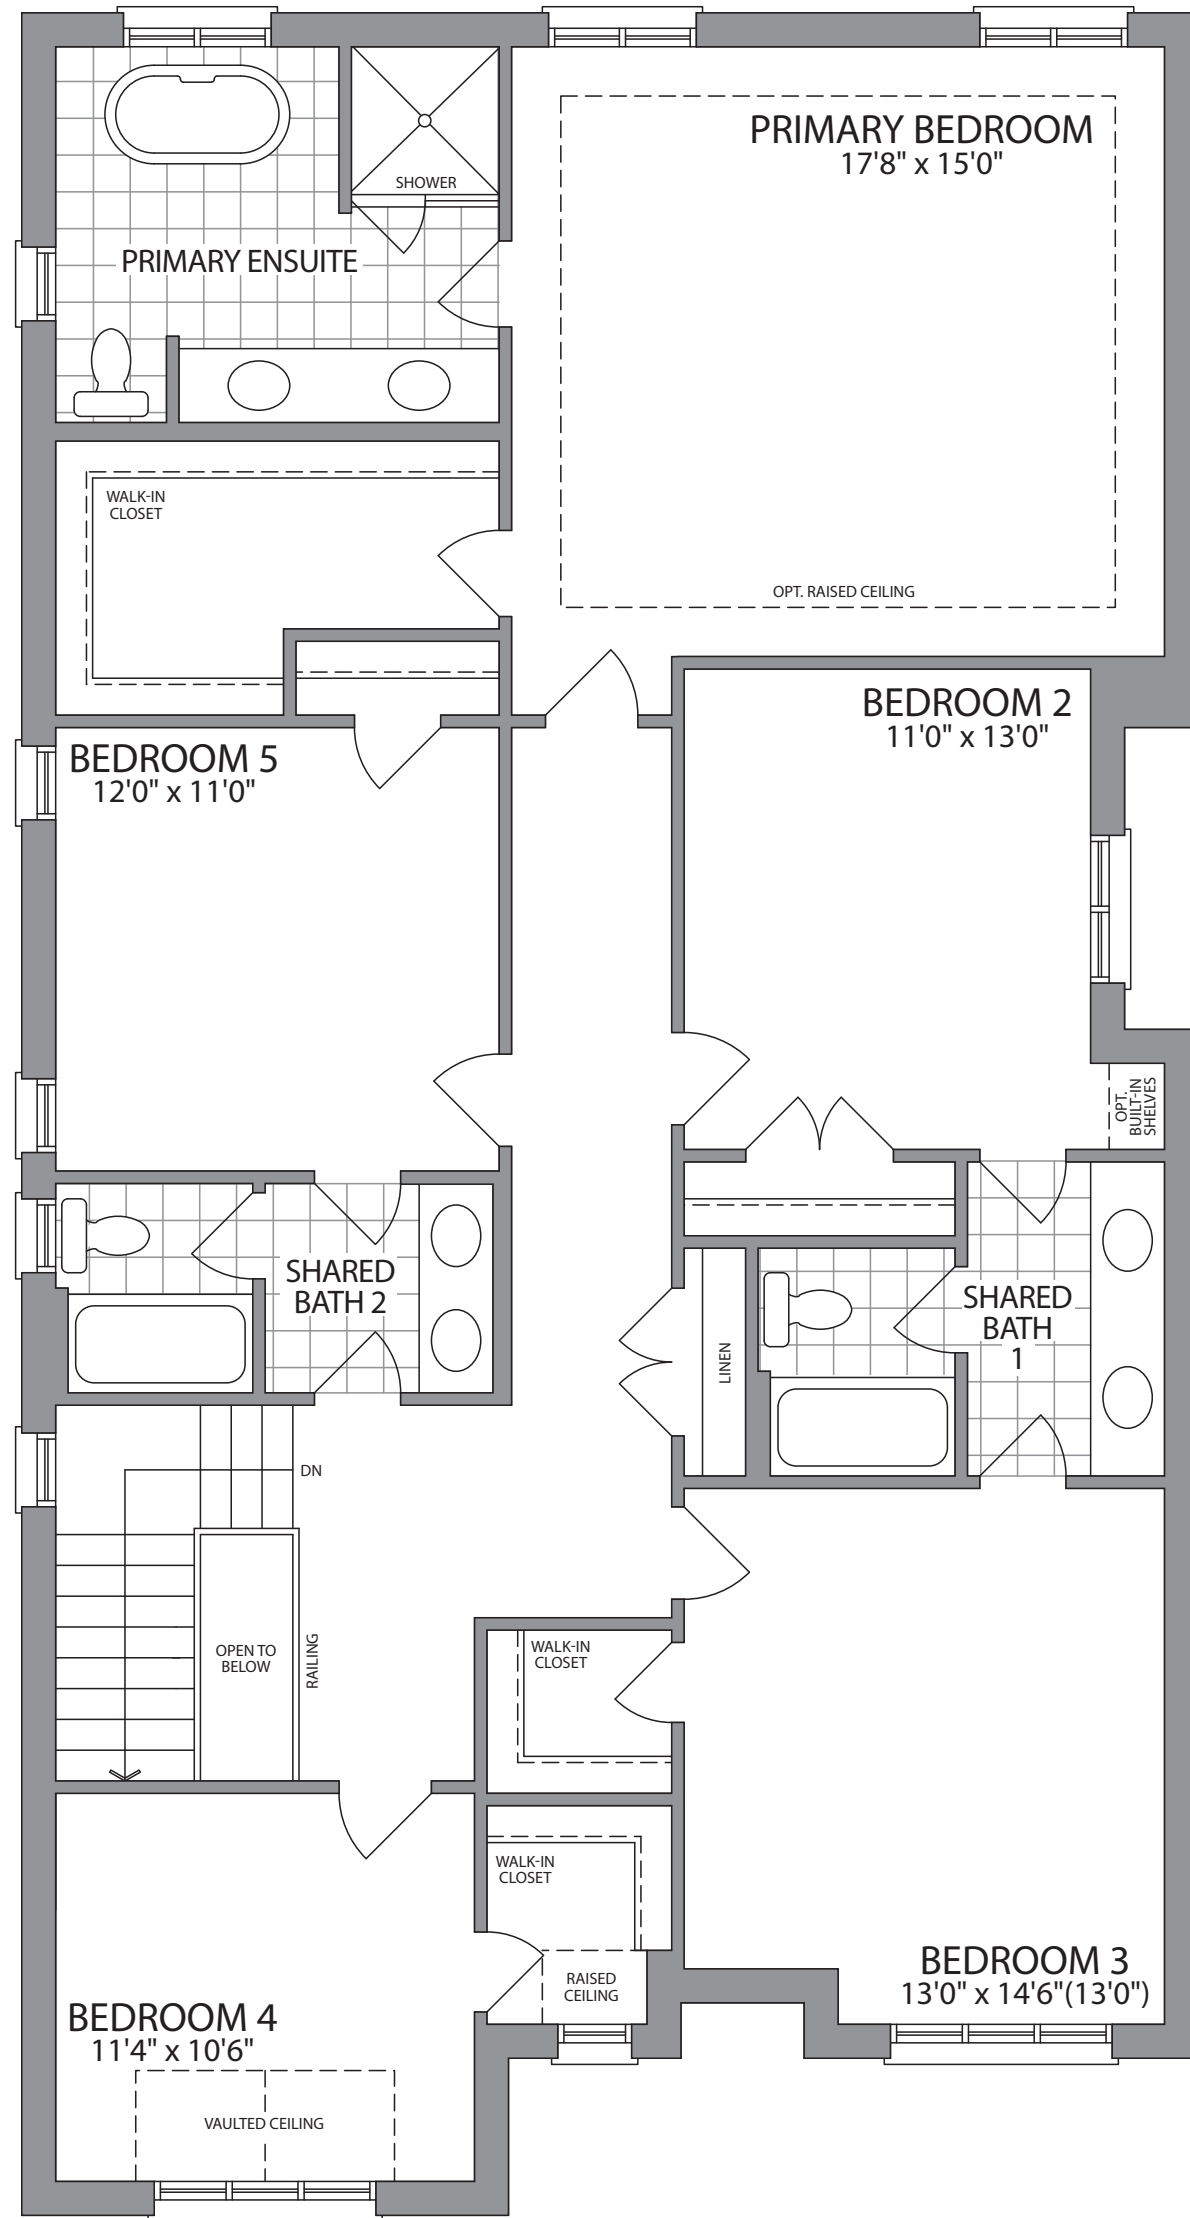 PRIMARY BEDROOM
17'8" x 15'0"
SHOWER
PRIMARY ENSUITE
WALK-IN
CLOSET
OPT. RAISED CEILING
BEDROOM 2
11'0" x 13'0"
BEDROOM 5
12'0" x 11'0"
OPT.
BUILT-IN
SHELVES
SHARED
BATH 2
SHARED
BATH
1
LINEN
DN
OPEN TO
BELOW
RAILING
WALK-IN
CLOSET
WALK-IN
CLOSET
RAISED
CEILING
BEDROOM 3
13'0" x 14'6"(13'0")
BEDROOM 4
11'4" x 10'6"
VAULTED CEILING